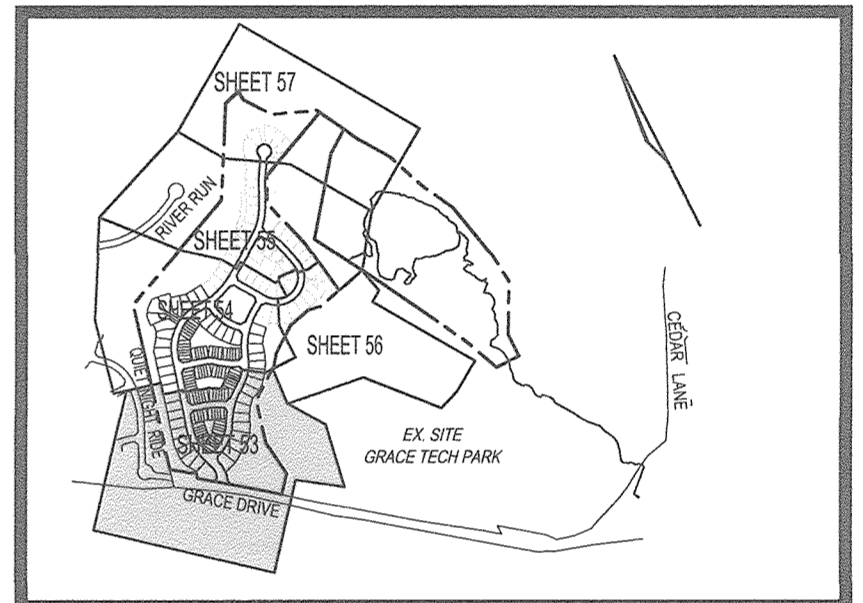 SHEET 57
RIVER RUN
SHEET 55
SHEET 54
SHEET 56
CEDAR LANE
QUIET NIGHT RIDE
SHEET 53
EX. SITE
GRACE TECH PARK
GRACE DRIVE